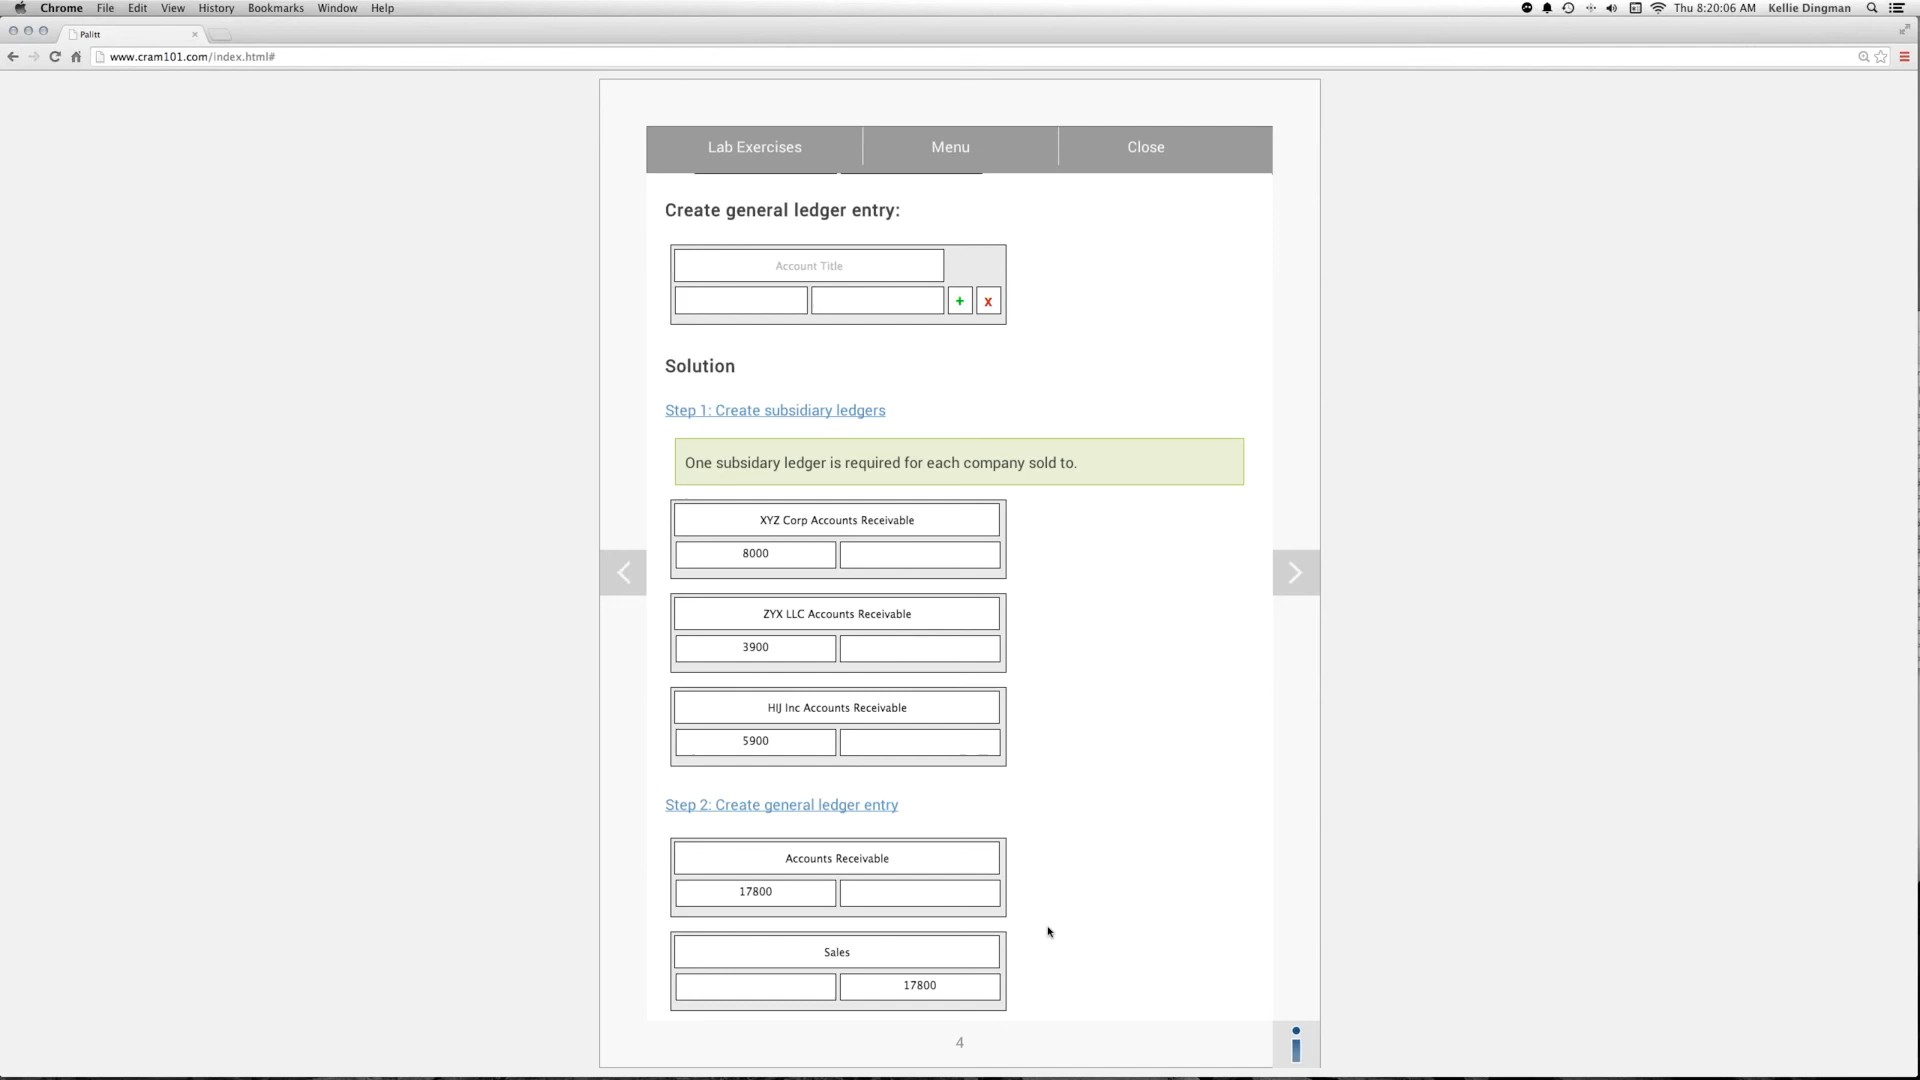 Chrome File Edit View History Bookmarks Window Help Thu 8:20:06 AM Kellie Dingman
Palitt
www.cram101.com/index.html#
Lab Exercises Menu Close
Create general ledger entry:
Account Title
+ x
Solution
Step 1: Create subsidiary ledgers
One subsidary ledger is required for each company sold to.
XYZ Corp Accounts Receivable
8000
ZYX LLC Accounts Receivable
3900
HIJ Inc Accounts Receivable
5900
Step 2: Create general ledger entry
Accounts Receivable
17800
Sales
17800
4